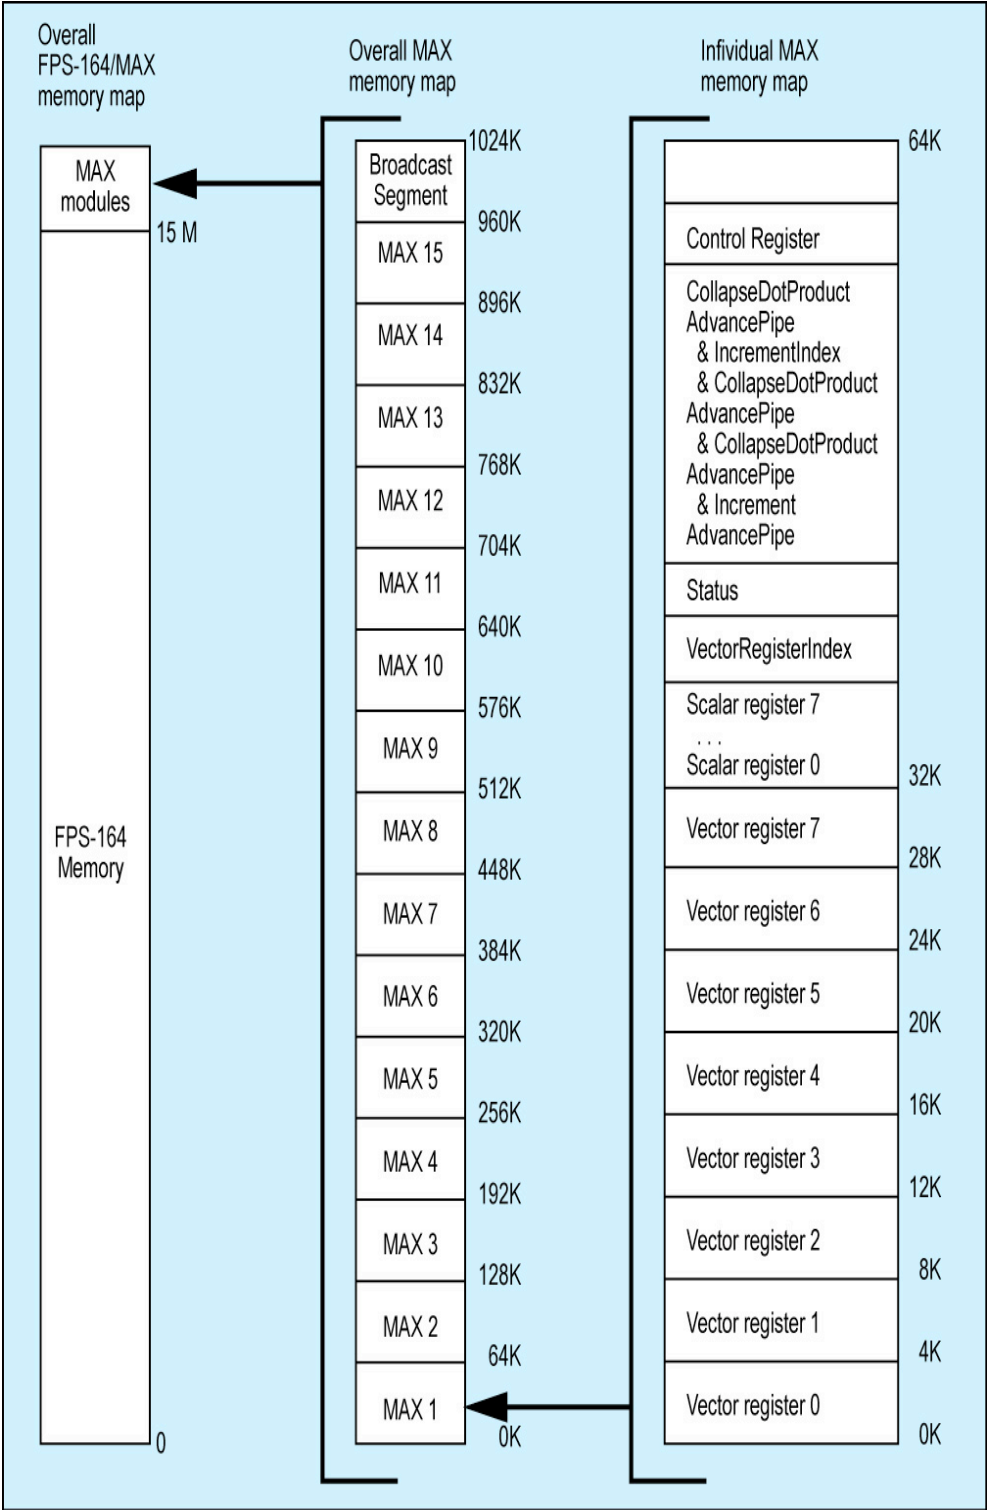 Overall
FPS-164/MAX
memory map
MAX
modules
15 M
FPS-164
Memory
0
Overall MAX
memory map
1024K
Broadcast
Segment
960K
MAX 15
896K
MAX 14
832K
MAX 13
768K
MAX 12
704K
MAX 11
640K
MAX 10
576K
MAX 9
512K
MAX 8
448K
MAX 7
384K
MAX 6
320K
MAX 5
256K
MAX 4
192K
MAX 3
128K
MAX 2
64K
MAX 1
0K
Infividual MAX
memory map
64K
Control Register
CollapseDotProduct
AdvancePipe
& IncrementIndex
& CollapseDotProduct
AdvancePipe
& CollapseDotProduct
AdvancePipe
& Increment
AdvancePipe
Status
VectorRegisterIndex
Scalar register 7
. . .
Scalar register 0
32K
Vector register 7
28K
Vector register 6
24K
Vector register 5
20K
Vector register 4
16K
Vector register 3
12K
Vector register 2
8K
Vector register 1
4K
Vector register 0
0K